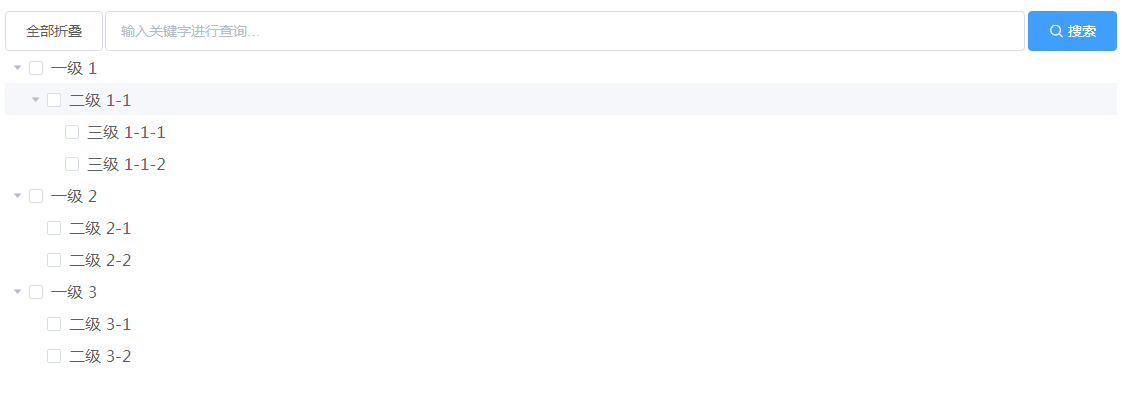 全部折叠 输入关键字进行查询... 搜索
一级 1
二级 1-1
三级 1-1-1
三级 1-1-2
一级 2
二级 2-1
二级 2-2
一级 3
二级 3-1
二级 3-2